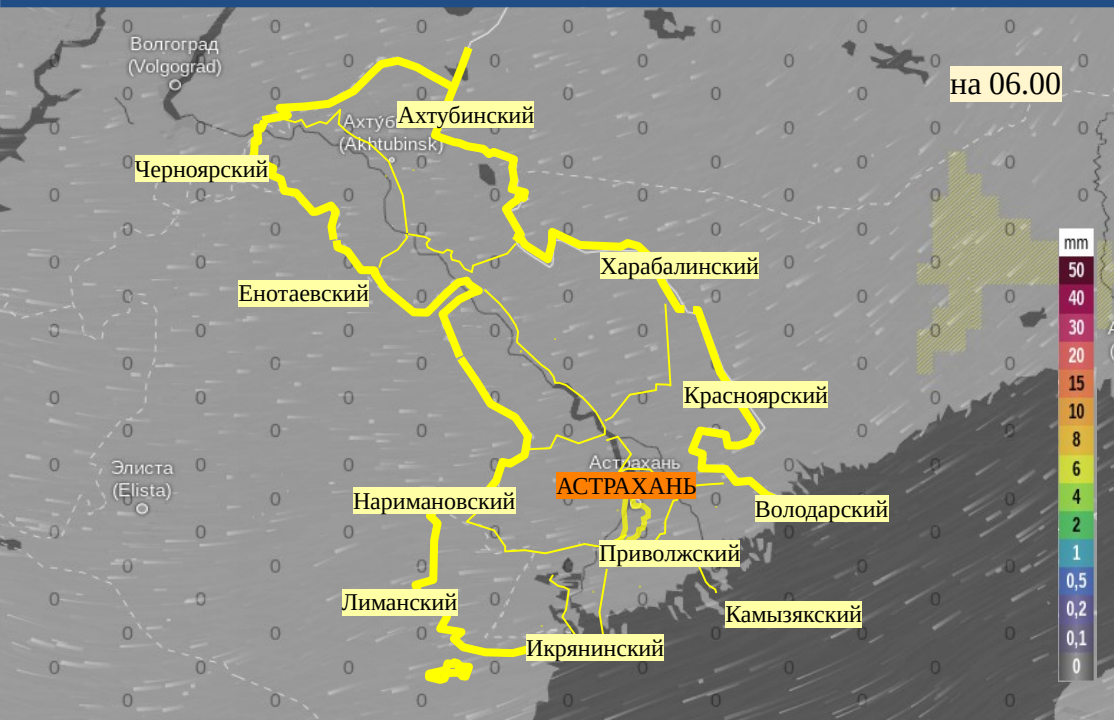 Волгоград
(Volgograd)
на 06.00
Ахтубинский
(Akhtubinsk)
Черноярский
mm
50
Харабалинский
40
Енотаевский
30
20
15
Красноярский
10
8
Астрахань
Элиста
6
(Elista)
АСТРАХАНЬ
4
Наримановский
Володарский
2
Приволжский
1
0,5
Лиманский
0,2
Камызякский
0,1
Икрянинский
0